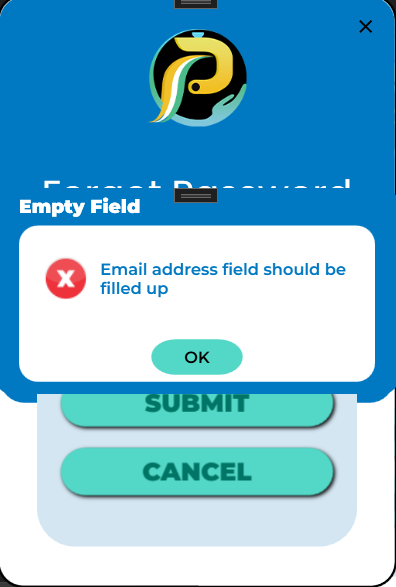 Forgot Password
Empty Field
Email address field should be
filled up
OK
SUBMIT
CANCEL